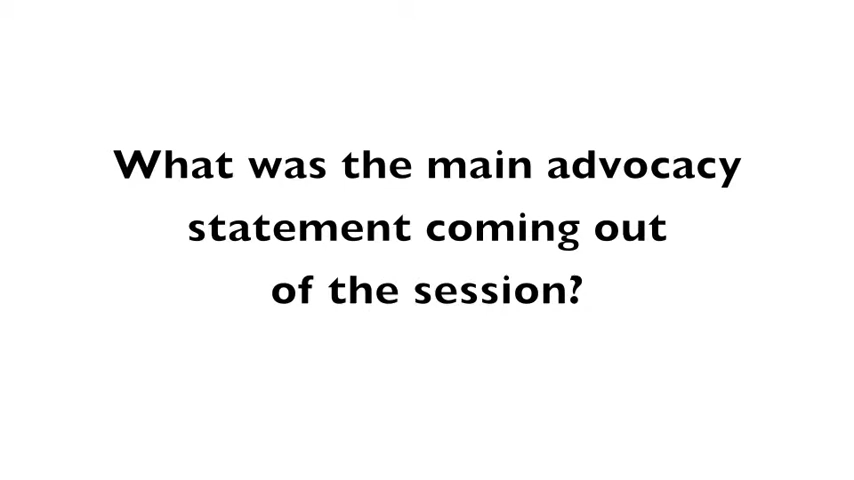 What was the main advocacy
statement coming out
of the session?